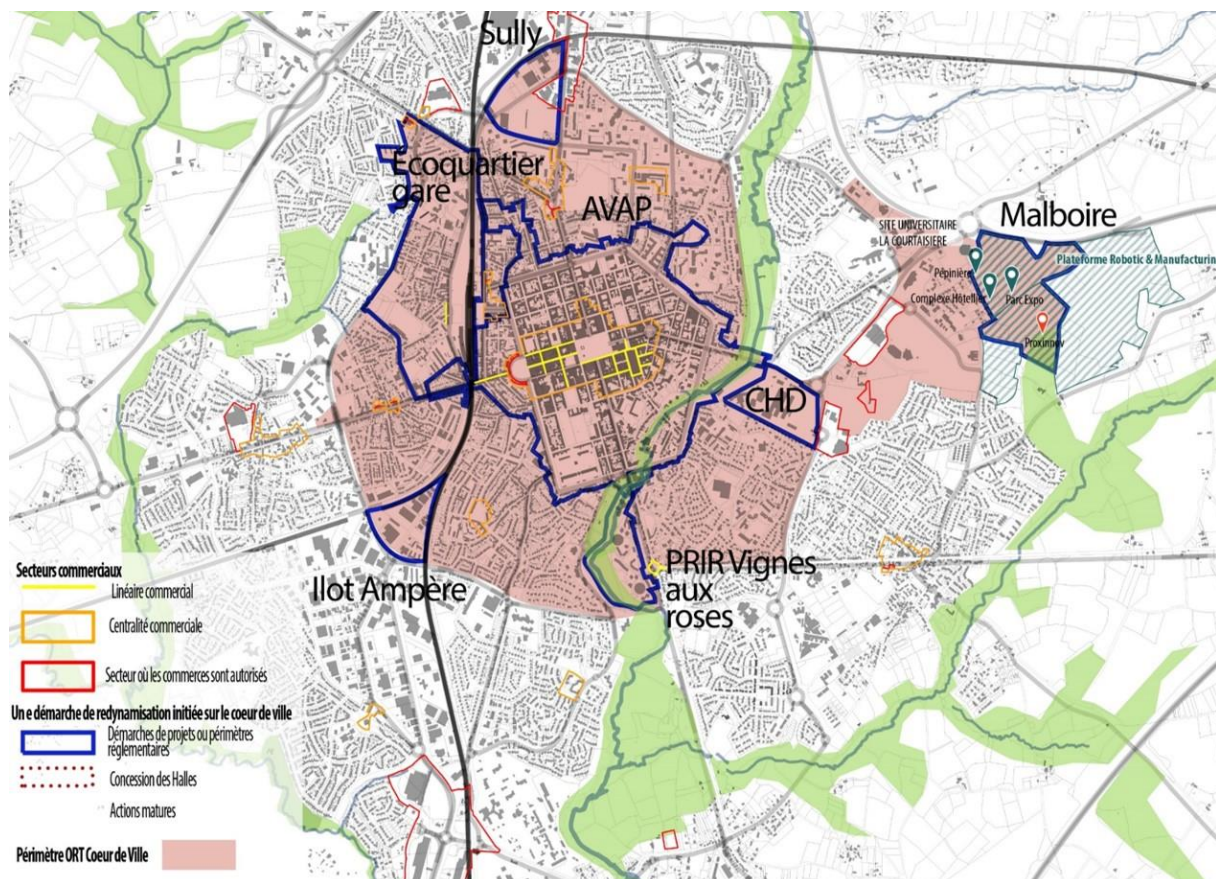 Sully
Écoquartier
gare
AVAP
SITE UNIVERSITAIRE
LA COURTAISIERE
Malboire
Pépinière
Plateforme Robotic & Manufacturin
Complexe Hôtellier
Parc Expo
Proxinnov
CHD
PRIR Vignes
aux
roses
Ilot Ampère
Secteurs commerciaux
Linéaire commercial
Centralité commerciale
Secteur où les commerces sont autorisés
Un e démarche de redynamisation initiée sur le coeur de ville
Démarches de projets ou périmètres
réglementaires
Concession des Halles
Actions matures
Périmètre ORT Coeur de Ville